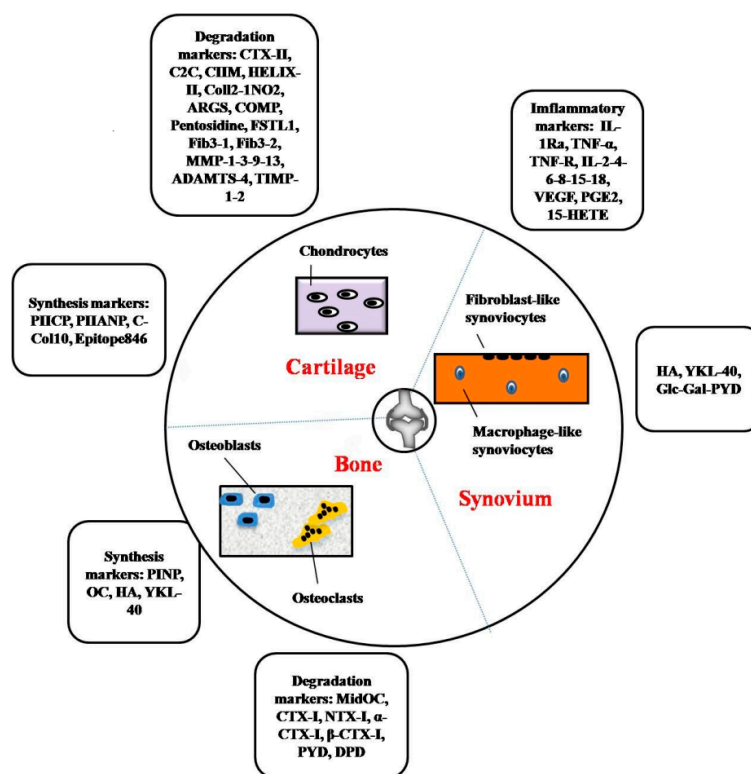 Degradation
markers: CTX-II,
C2C, CIIM, HELIX-
II, Coll2-1NO2,
ARGS, COMP,
Pentosidine, FSTL1,
Fib3-1, Fib3-2,
MMP-1-3-9-13,
ADAMTS-4, TIMP-
1-2
Imflammatory
markers: IL-
1Ra, TNF-α,
TNF-R, IL-2-4-
6-8-15-18,
VEGF, PGE2,
15-HETE
Synthesis markers:
PIICP, PIIANP, C-
Col10, Epitope846
Chondrocytes
Cartilage
Fibroblast-like
synoviocytes
Macrophage-like
synoviocytes
Synovium
HA, YKL-40,
Glc-Gal-PYD
Osteoblasts
Bone
Osteoclasts
Synthesis
markers: PINP,
OC, HA, YKL-
40
Degradation
markers: MidOC,
CTX-I, NTX-I, α-
CTX-I, β-CTX-I,
PYD, DPD